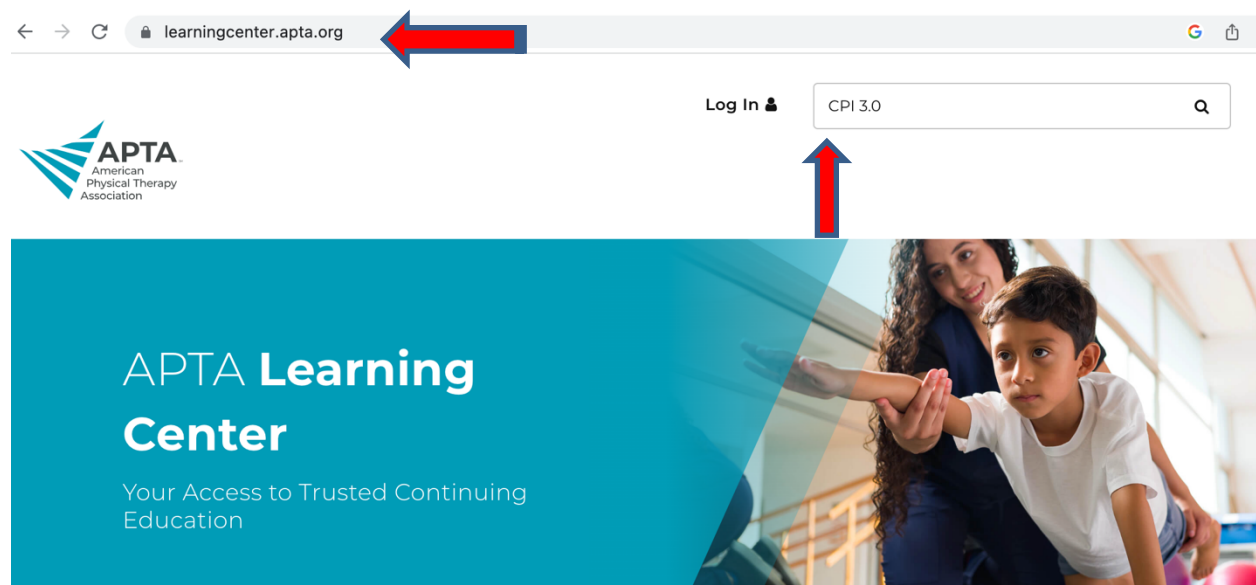 learningcenter.apta.org
G
Log In
CPI 3.0
APTA
American
Physical Therapy
Association
APTA Learning
Center
Your Access to Trusted Continuing
Education